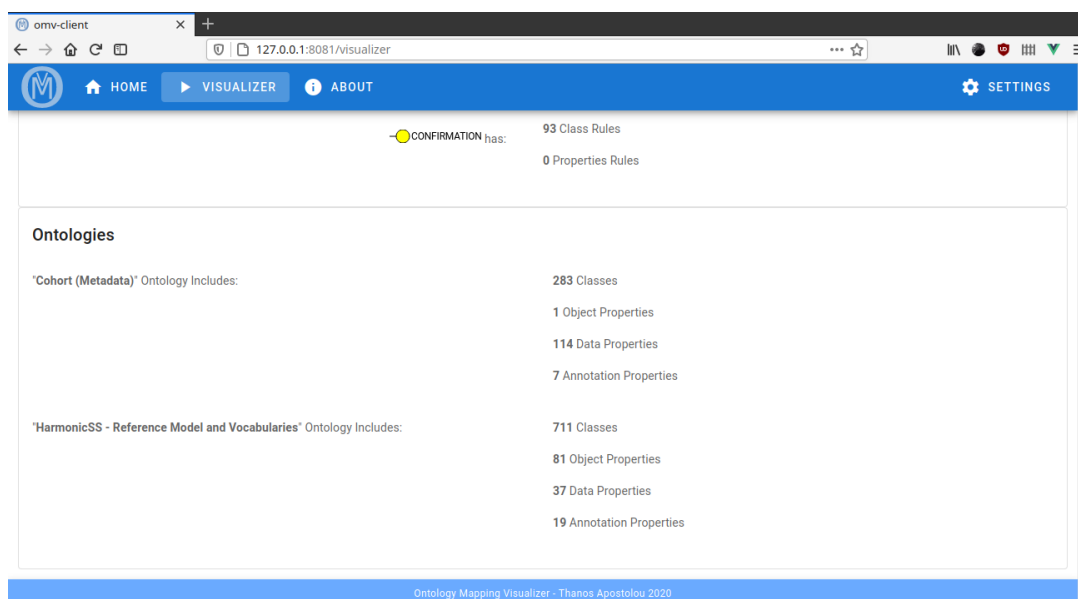 omv-client
127.0.0.1:8081/visualizer
HOME
VISUALIZER
ABOUT
SETTINGS
CONFIRMATION has:
93 Class Rules
0 Properties Rules
Ontologies
"Cohort (Metadata)" Ontology Includes:
283 Classes
1 Object Properties
114 Data Properties
7 Annotation Properties
"HarmonicSS - Reference Model and Vocabularies" Ontology Includes:
711 Classes
81 Object Properties
37 Data Properties
19 Annotation Properties
Ontology Mapping Visualizer - Thanos Apostolou 2020